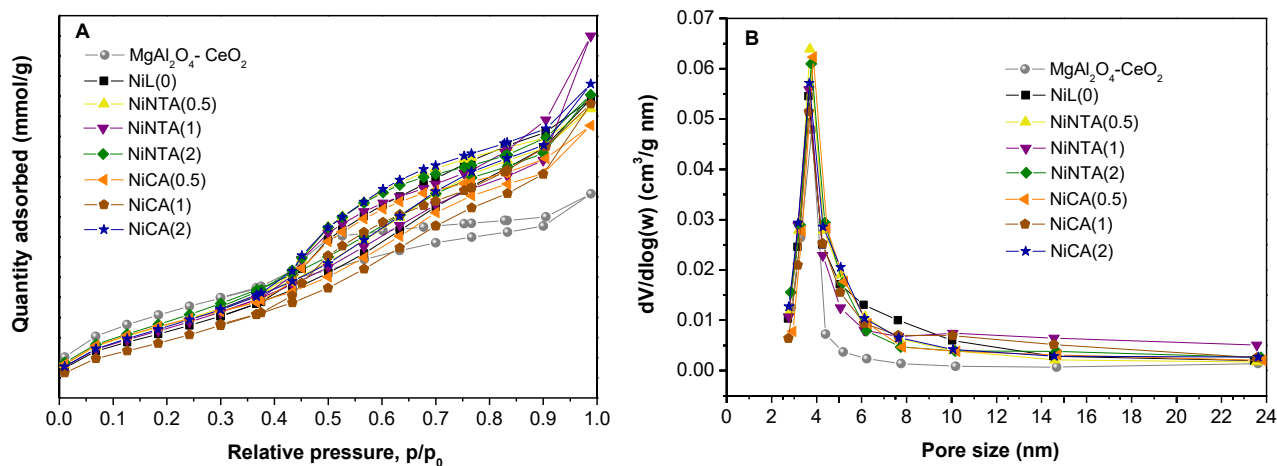 A
MgAl₂O₄- CeO₂
NiL(0)
NiNTA(0.5)
NiNTA(1)
NiNTA(2)
NiCA(0.5)
NiCA(1)
NiCA(2)
Quantity adsorbed (mmol/g)
0.0 0.1 0.2 0.3 0.4 0.5 0.6 0.7 0.8 0.9 1.0
Relative pressure, p/p₀
B
MgAl₂O₄-CeO₂
NiL(0)
NiNTA(0.5)
NiNTA(1)
NiNTA(2)
NiCA(0.5)
NiCA(1)
NiCA(2)
dV/dlog(w) (cm³/g nm)
0.07
0.06
0.05
0.04
0.03
0.02
0.01
0.00
0 2 4 6 8 10 12 14 16 18 20 22 24
Pore size (nm)